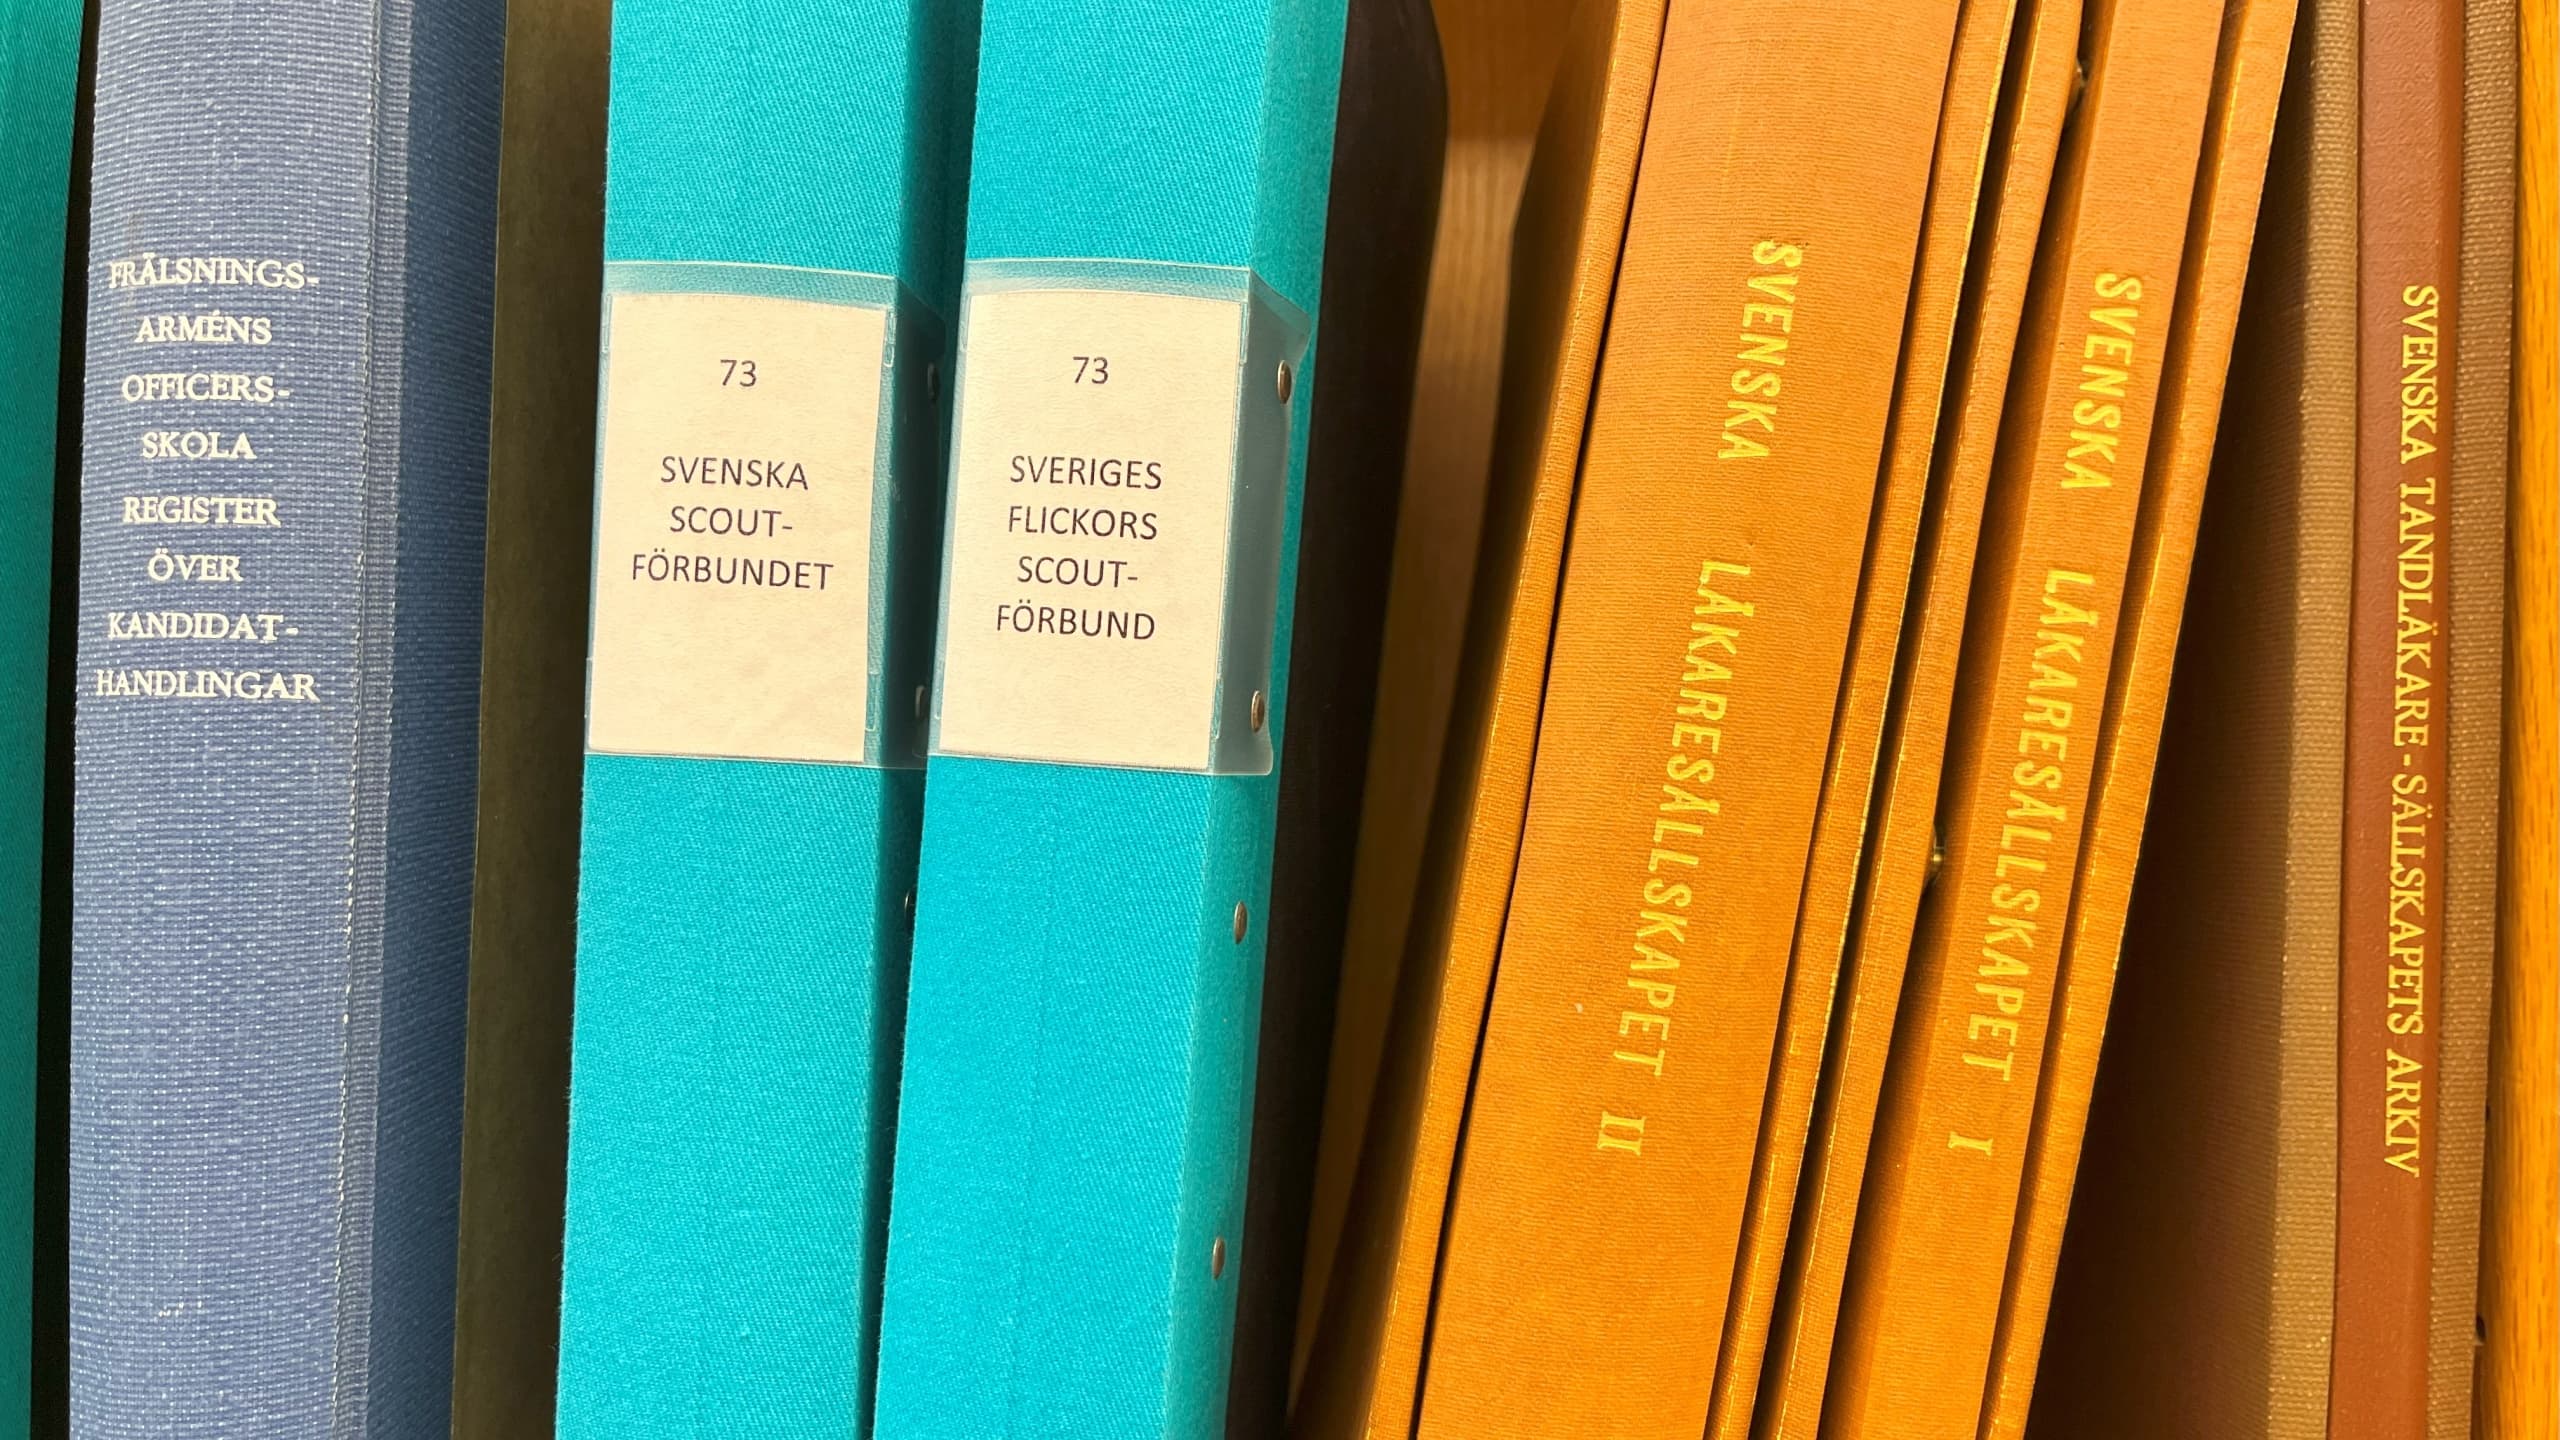 FRÄLSNINGS-
ARMÉNS
OFFICERS-
SKOLA
REGISTER
ÖVER
KANDIDAT-
HANDLINGAR
73
SVENSKA
SCOUT-
FÖRBUNDET
73
SVERIGES
FLICKORS
SCOUT-
FÖRBUND
SVENSKA LÄKARESÄLLSKAPET II
SVENSKA LÄKARESÄLLSKAPET I
SVENSKA TANDLÄKARE-SÄLLSKAPETS ARKIV